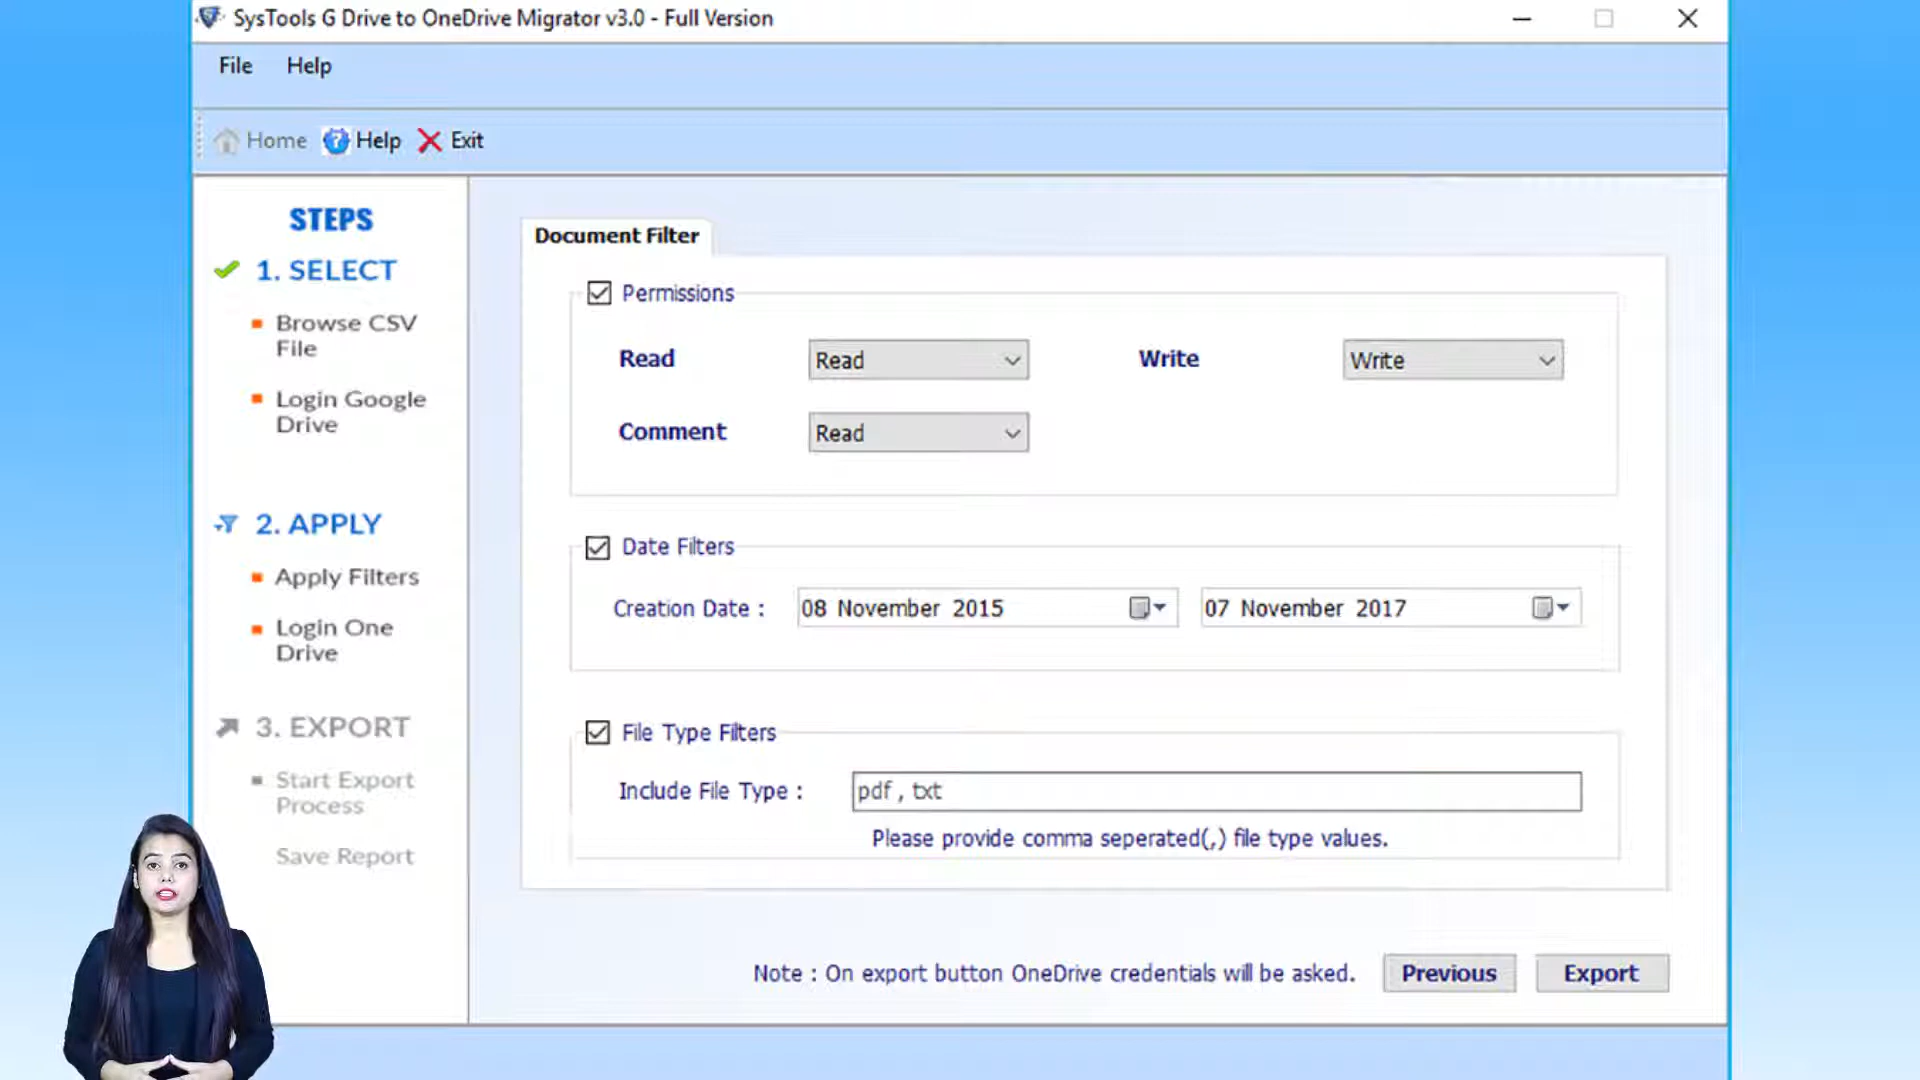 SysTools G Drive to OneDrive Migrator v3.0 - Full Version
File Help
Home Help Exit
STEPS
1. SELECT
Browse CSV
File
Login Google
Drive
2. APPLY
Apply Filters
Login One
Drive
3. EXPORT
Start Export
Process
Save Report
Document Filter
Permissions
Read Read Write Write
Comment Read
Date Filters
Creation Date : 08 November 2015 07 November 2017
File Type Filters
Include File Type : pdf , txt
Please provide comma seperated(,) file type values.
Note : On export button OneDrive credentials will be asked. Previous Export